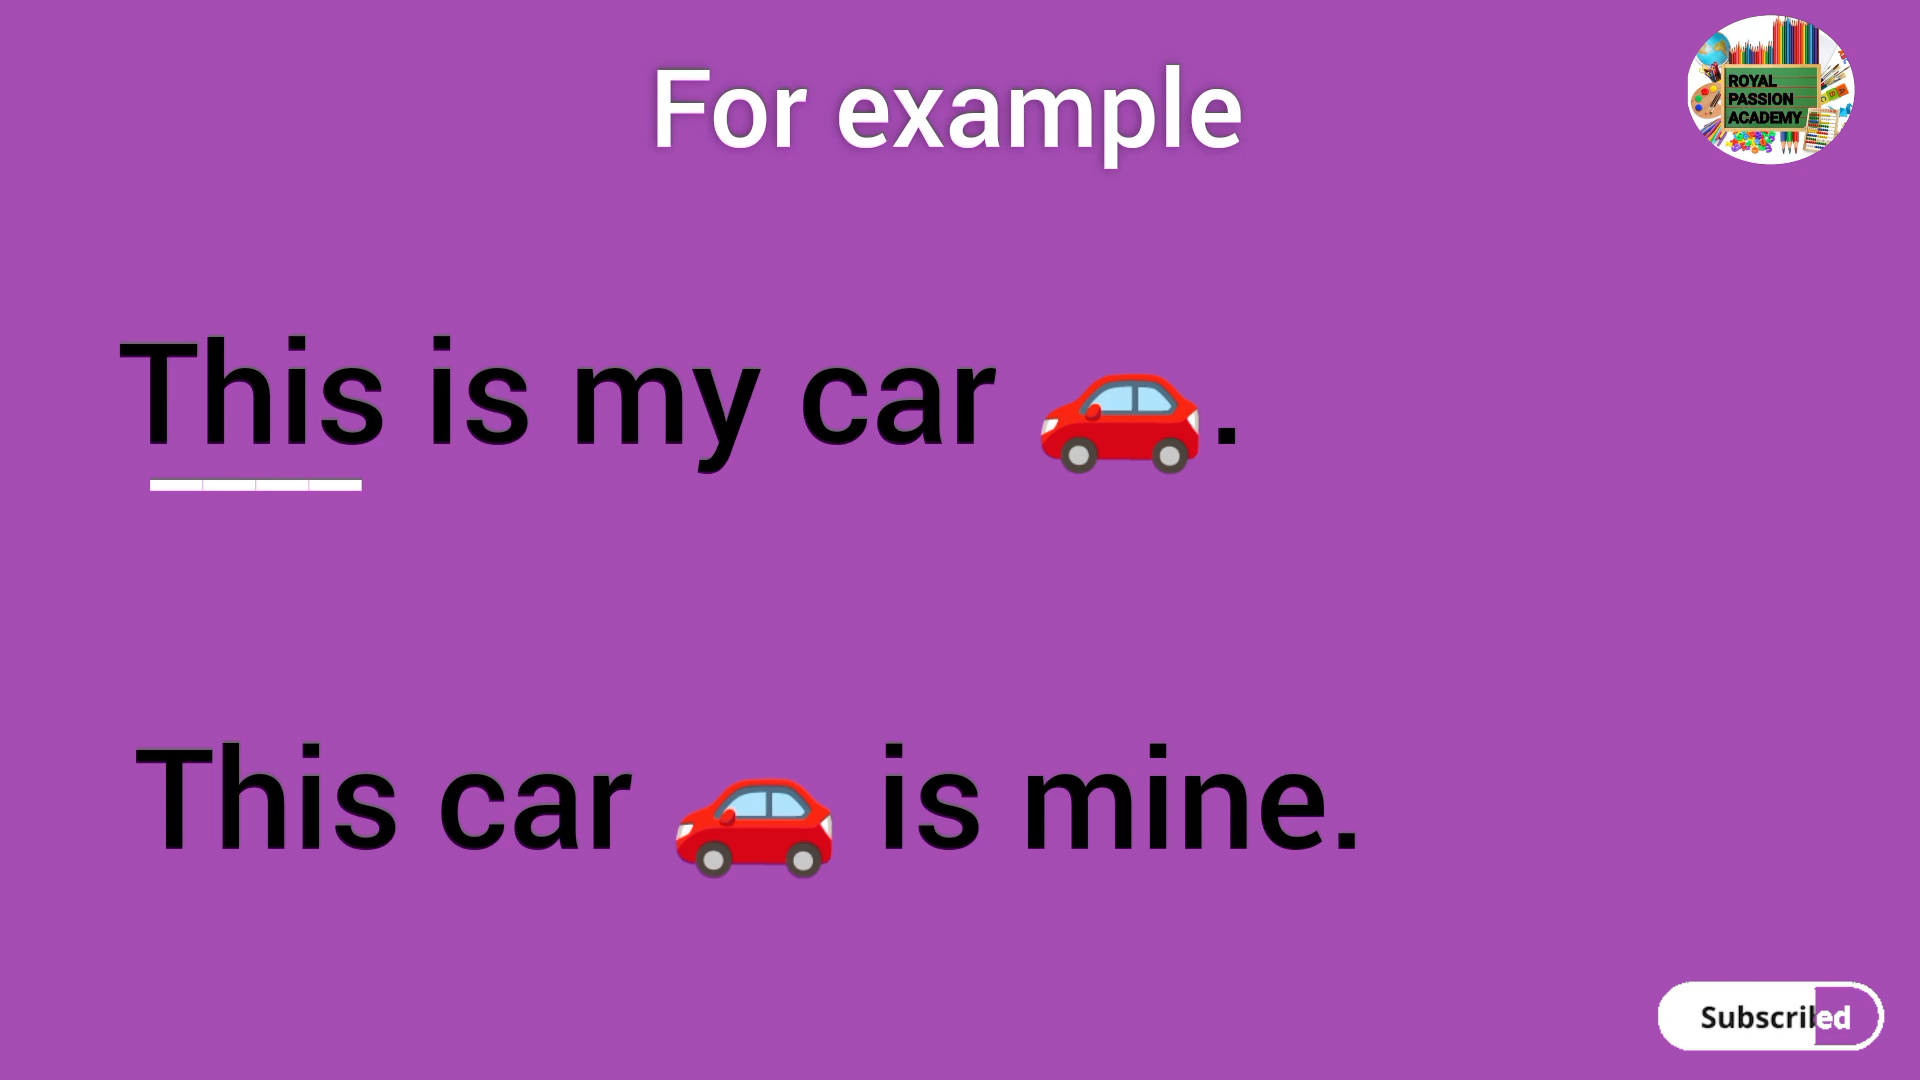 For example
ROYAL
PASSION
ACADEMY
This is my car 🚗.
This car 🚗 is mine.